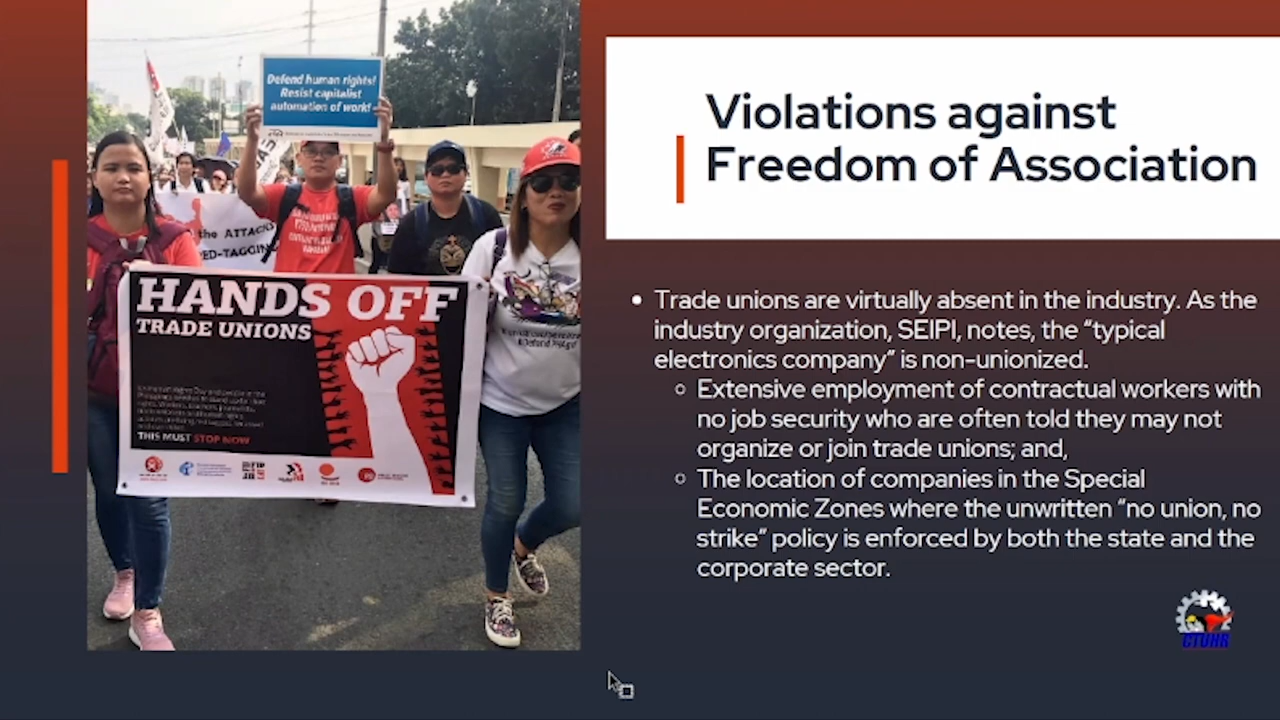 Defend human rights!
Resist capitalist
automation of work!
the ATTACKS
RED-TAGGING
HANDS OFF
TRADE UNIONS
THIS MUST STOP NOW
Violations against
Freedom of Association
Trade unions are virtually absent in the industry. As the
industry organization, SEIPI, notes, the “typical
electronics company” is non-unionized.
Extensive employment of contractual workers with
no job security who are often told they may not
organize or join trade unions; and,
The location of companies in the Special
Economic Zones where the unwritten “no union, no
strike” policy is enforced by both the state and the
corporate sector.
CTUHR